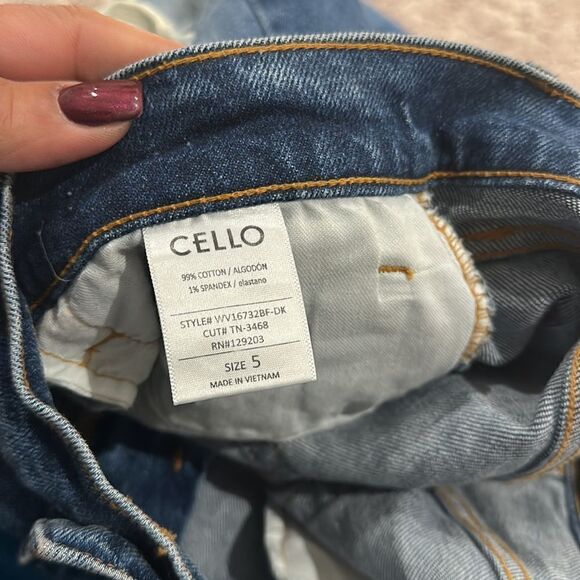 CELLO
99% COTTON / ALGODÓN
1% SPANDEX / elastano
STYLE# WV16732BF-DK
CUT# TN-3468
RN#129203
SIZE 5
MADE IN VIETNAM